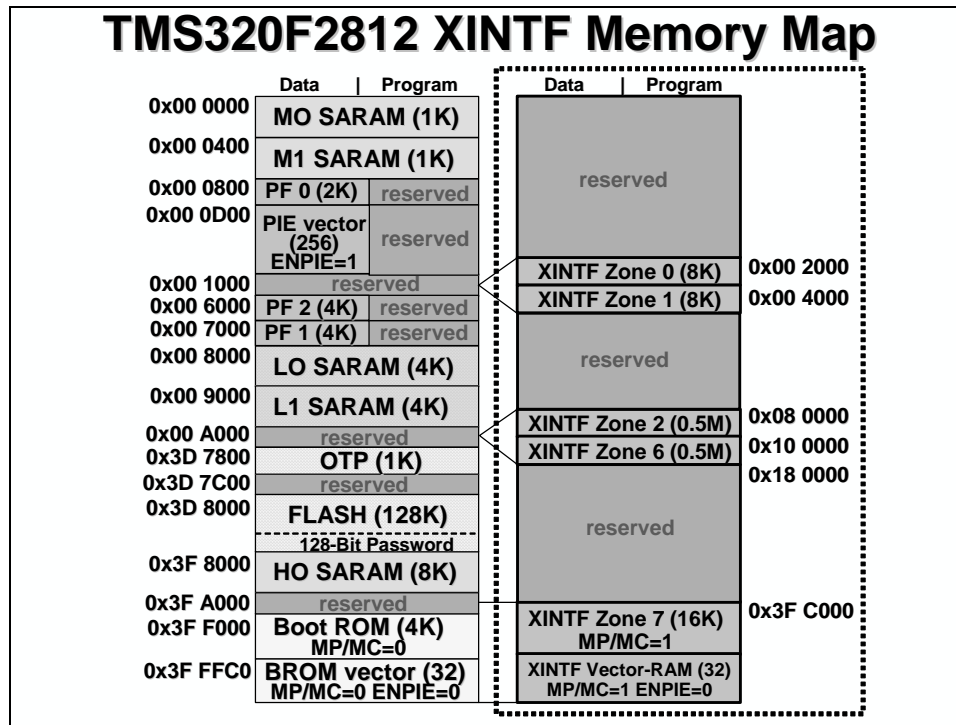 TMS320F2812 XINTF Memory Map
Data | Program
0x00 0000
MO SARAM (1K)
0x00 0400
M1 SARAM (1K)
0x00 0800
PF 0 (2K)
reserved
0x00 0D00
PIE vector
(256)
ENPIE=1
reserved
0x00 1000
reserved
0x00 6000
PF 2 (4K)
reserved
0x00 7000
PF 1 (4K)
reserved
0x00 8000
LO SARAM (4K)
0x00 9000
L1 SARAM (4K)
0x00 A000
reserved
0x3D 7800
OTP (1K)
0x3D 7C00
reserved
0x3D 8000
FLASH (128K)
128-Bit Password
0x3F 8000
HO SARAM (8K)
0x3F A000
reserved
0x3F F000
Boot ROM (4K)
MP/MC=0
0x3F FFC0
BROM vector (32)
MP/MC=0 ENPIE=0
Data | Program
reserved
XINTF Zone 0 (8K)
0x00 2000
XINTF Zone 1 (8K)
0x00 4000
reserved
XINTF Zone 2 (0.5M)
0x08 0000
XINTF Zone 6 (0.5M)
0x10 0000
0x18 0000
reserved
XINTF Zone 7 (16K)
MP/MC=1
0x3F C000
XINTF Vector-RAM (32)
MP/MC=1 ENPIE=0